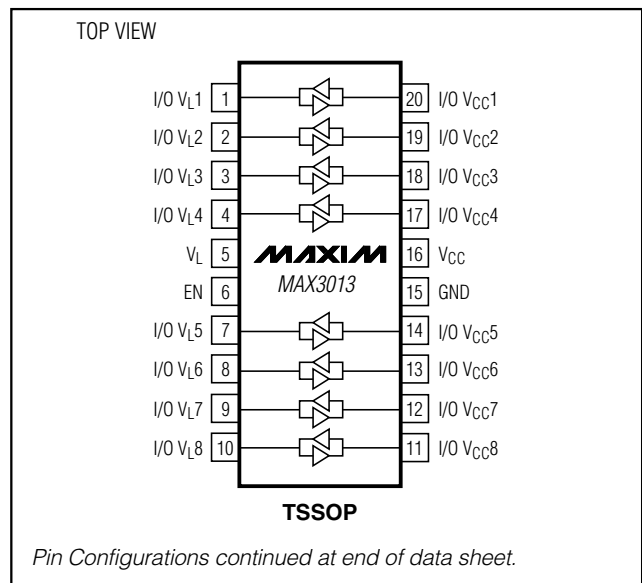 TOP VIEW
I/O VL1 1 20 I/O VCC1
I/O VL2 2 19 I/O VCC2
I/O VL3 3 18 I/O VCC3
I/O VL4 4 17 I/O VCC4
VL 5 MAXIM 16 VCC
EN 6 MAX3013 15 GND
I/O VL5 7 14 I/O VCC5
I/O VL6 8 13 I/O VCC6
I/O VL7 9 12 I/O VCC7
I/O VL8 10 11 I/O VCC8
TSSOP
Pin Configurations continued at end of data sheet.